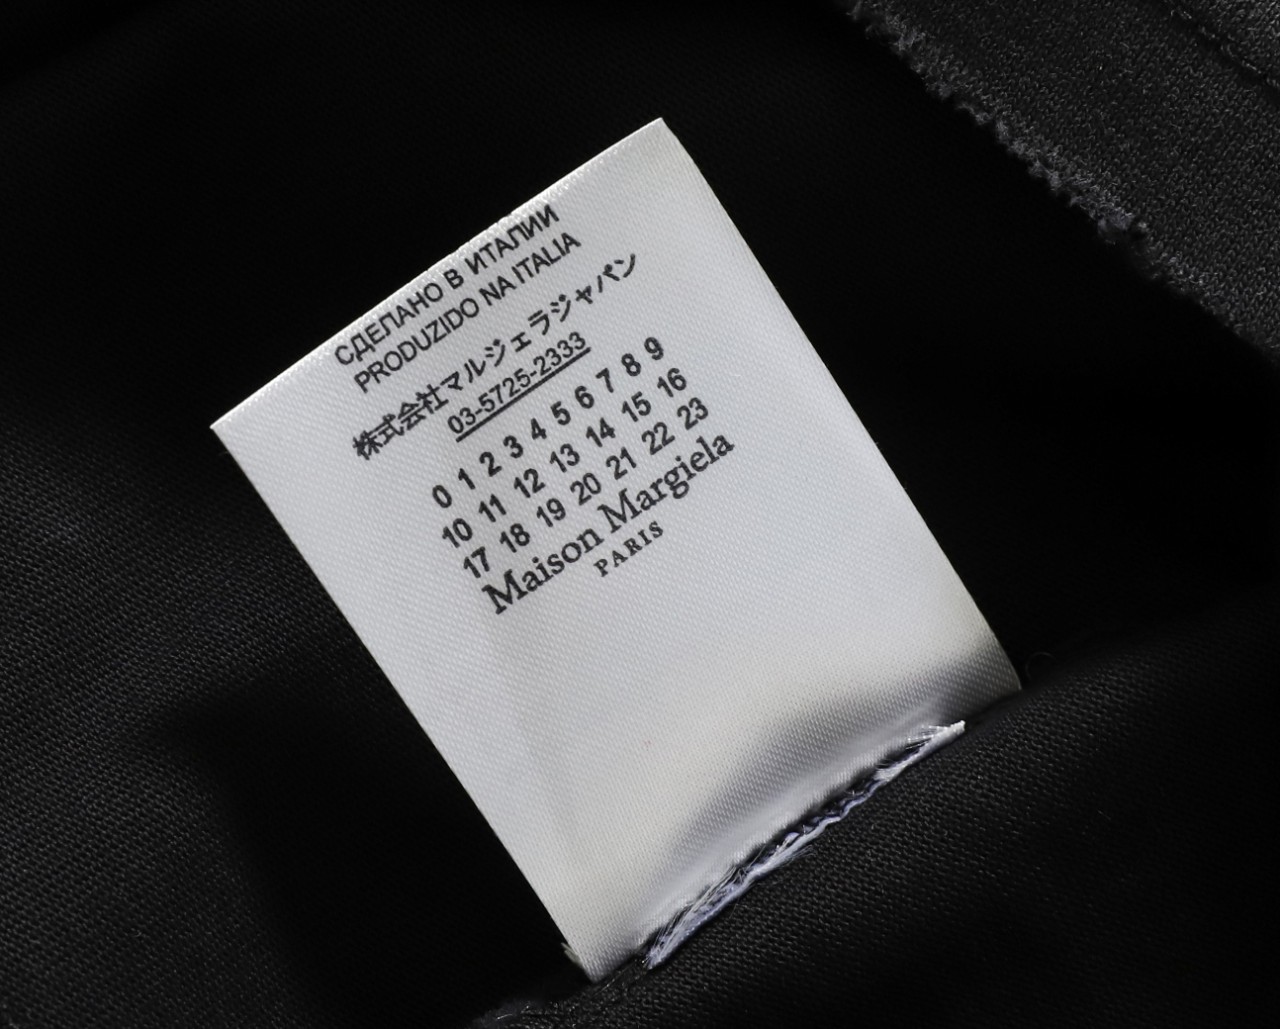 СДЕЛАНО В ИТАЛИИ
PRODUZIDO NA ITALIA
株式会社マルジェラジャパン
03-5725-2333
0 1 2 3 4 5 6 7 8 9
10 11 12 13 14 15 16
17 18 19 20 21 22 23
Maison Margiela
PARIS